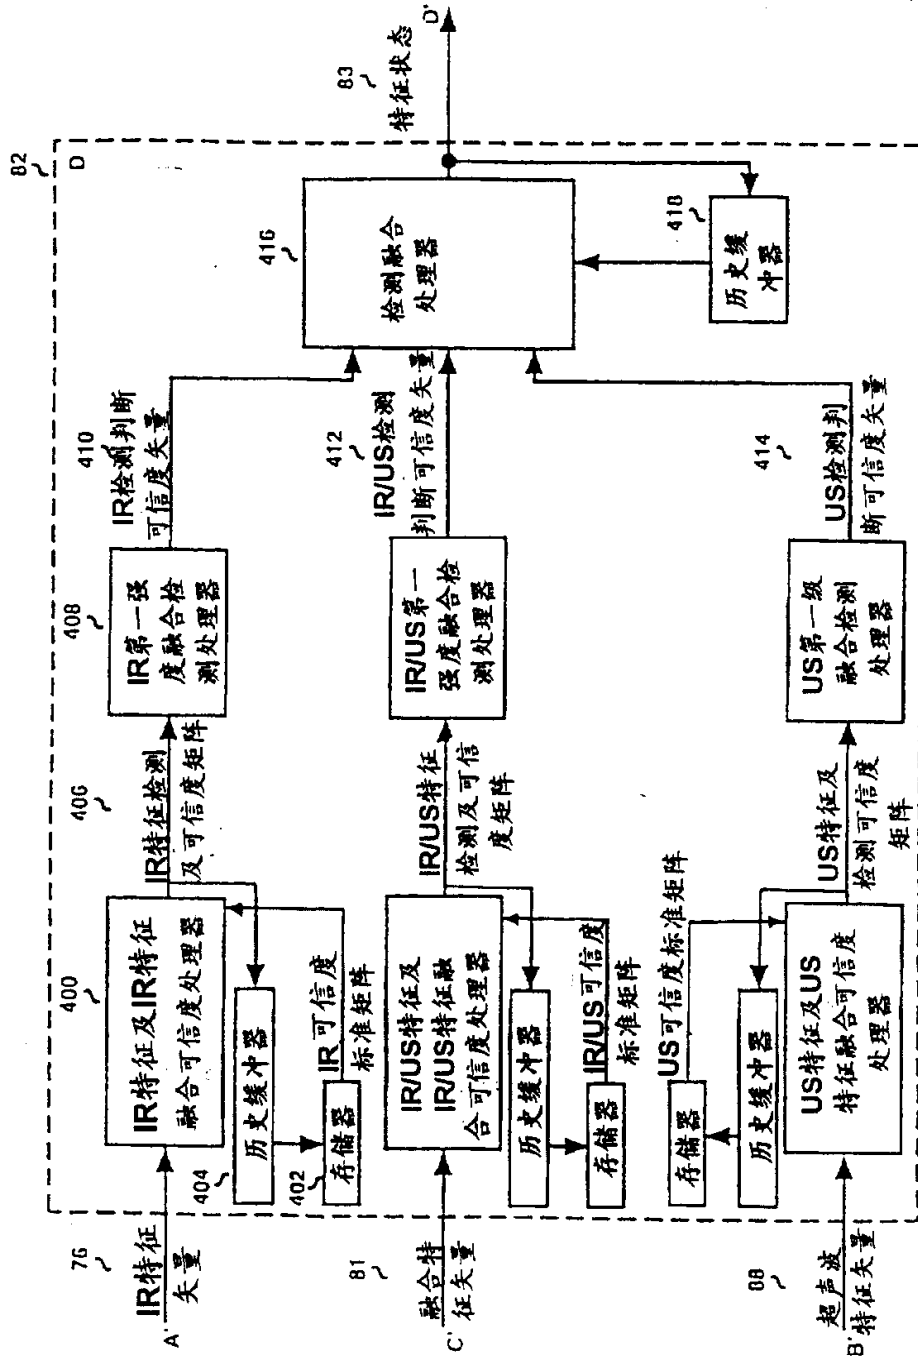 82
D
76
IR特征
矢量
A'
400
IR特征及IR特征
融合可信度处理器
404
历史缓冲器
402
存储器
IR 可信度
标准矩阵
406
IR特征检测
及可信度矩阵
408
IR第一强
度融合检
测处理器
410
IR检测判断
可信度矢量
81
融合特
征矢量
C'
IR/US特征及
IR/US特征融
合可信度处理器
历史缓冲器
存储器
IR/US可信度
标准矩阵
IR/US特征
检测及可信
度矩阵
IR/US第一
强度融合检
测处理器
412
IR/US检测
判断可信度矢量
416
检测融合
处理器
418
历史缓
冲器
83
特征状态
D'
88
超声波
特征矢量
B'
存储器
US可信度标准矩阵
历史缓冲器
US特征及US
特征融合可信度
处理器
US特征及
检测可信度
矩阵
US第一级
融合检测
处理器
414
US检测判
断可信度矢量